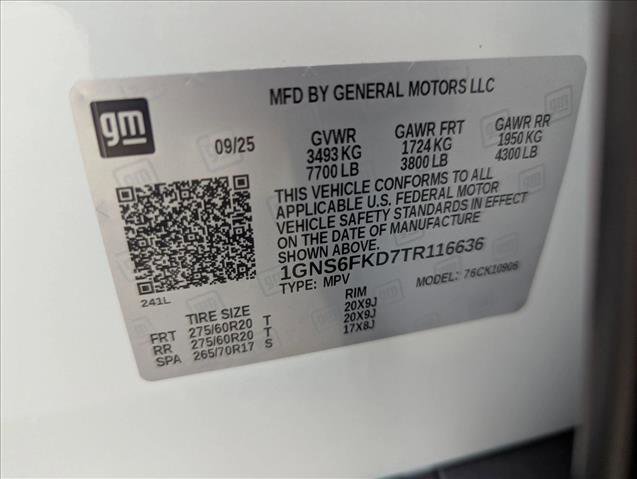 MFD BY GENERAL MOTORS LLC
gm
09/25
GVWR
3493 KG
7700 LB
GAWR FRT
1724 KG
3800 LB
GAWR RR
1950 KG
4300 LB
THIS VEHICLE CONFORMS TO ALL
APPLICABLE U.S. FEDERAL MOTOR
VEHICLE SAFETY STANDARDS IN EFFECT
ON THE DATE OF MANUFACTURE
SHOWN ABOVE.
1GNS6FKD7TR116636
TYPE: MPV
MODEL: 76CK10906
241L
TIRE SIZE
RIM
FRT 275/60R20 T 20X9J
RR 275/60R20 T 20X9J
SPA 265/70R17 S 17X8J